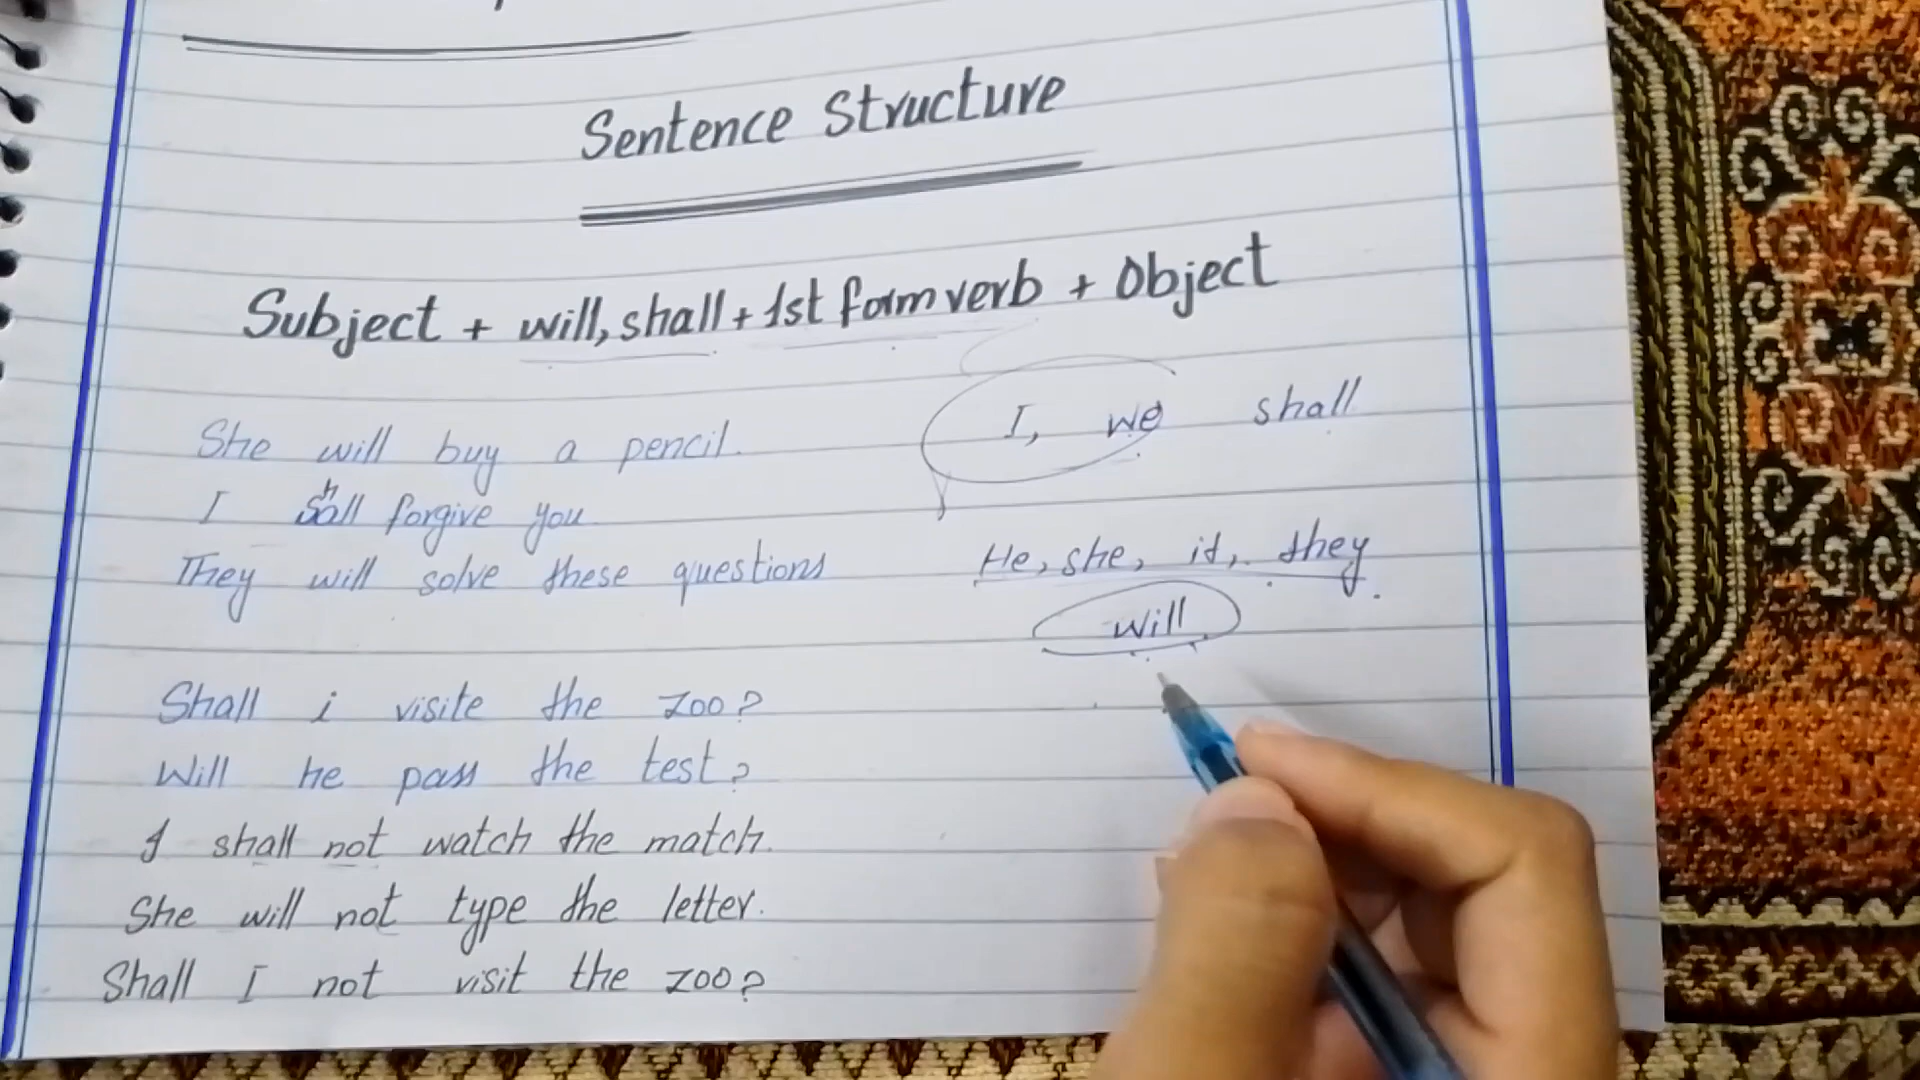 Sentence Structure
Subject + will, shall + 1st form verb + Object
She will buy a pencil.
I shall forgive you
They will solve these questions
I, we shall
He, she, it, they.
will
Shall i visite the zoo?
Will he pass the test?
I shall not watch the match.
She will not type the letter.
Shall I not visit the zoo?